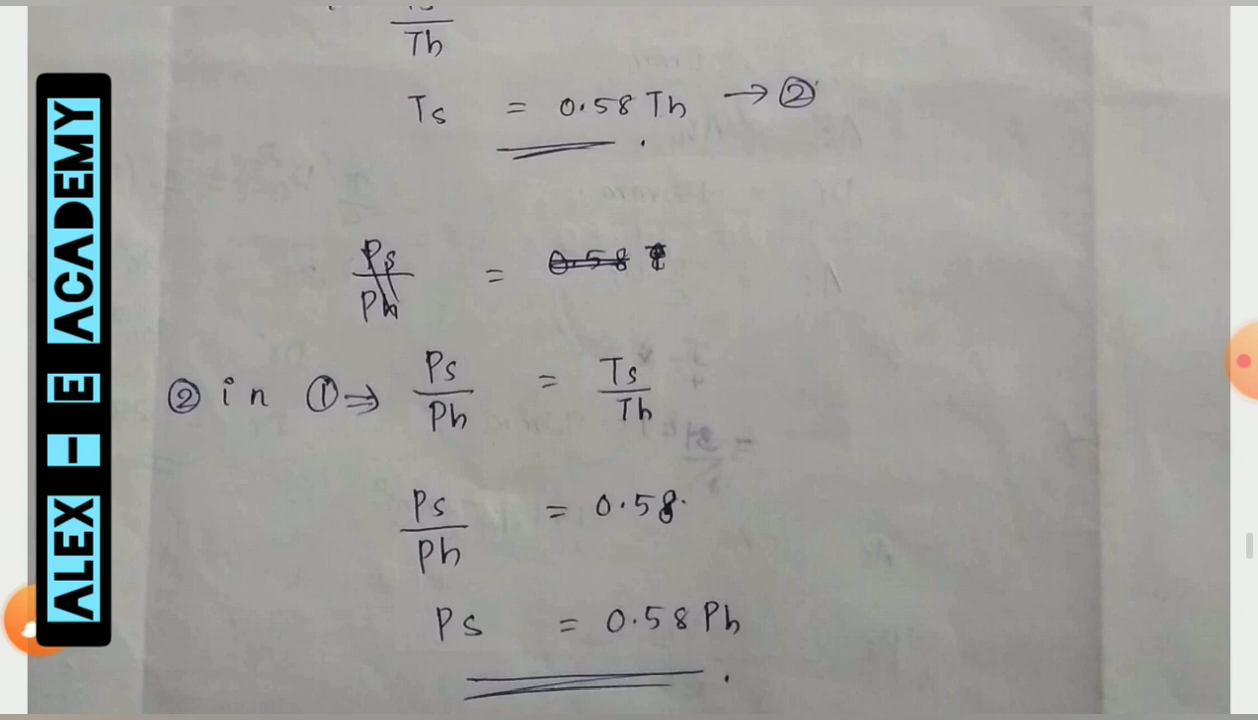 Th
Ts = 0.58 Th → ②
Ps
Ph
=
② in ① ⇒ Ps/Ph = Ts/Th
Ps/Ph = 0.58
Ps = 0.58 Ph
ALEX - E ACADEMY